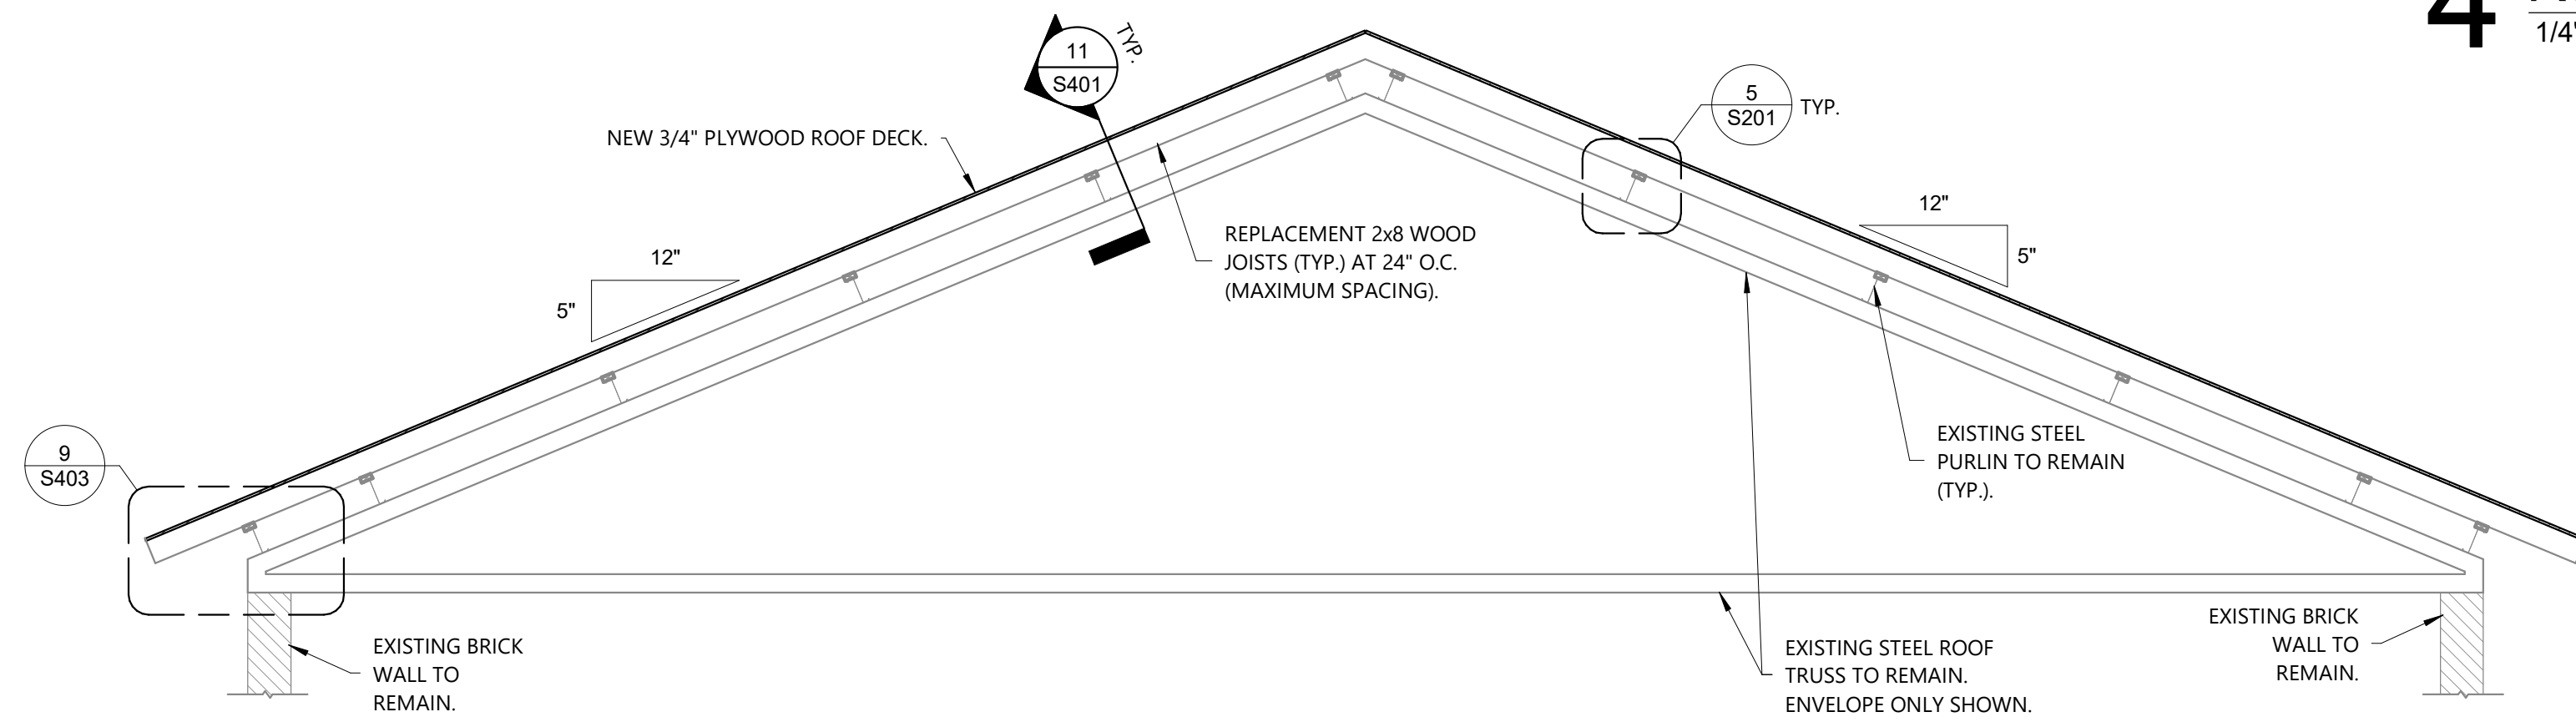 4
1/4"
11
S401
TYP.
NEW 3/4" PLYWOOD ROOF DECK.
5
S201
TYP.
12"
5"
REPLACEMENT 2x8 WOOD
JOISTS (TYP.) AT 24" O.C.
(MAXIMUM SPACING).
12"
5"
9
S403
EXISTING STEEL
PURLIN TO REMAIN
(TYP.).
EXISTING BRICK
WALL TO
REMAIN.
EXISTING STEEL ROOF
TRUSS TO REMAIN.
ENVELOPE ONLY SHOWN.
EXISTING BRICK
WALL TO
REMAIN.